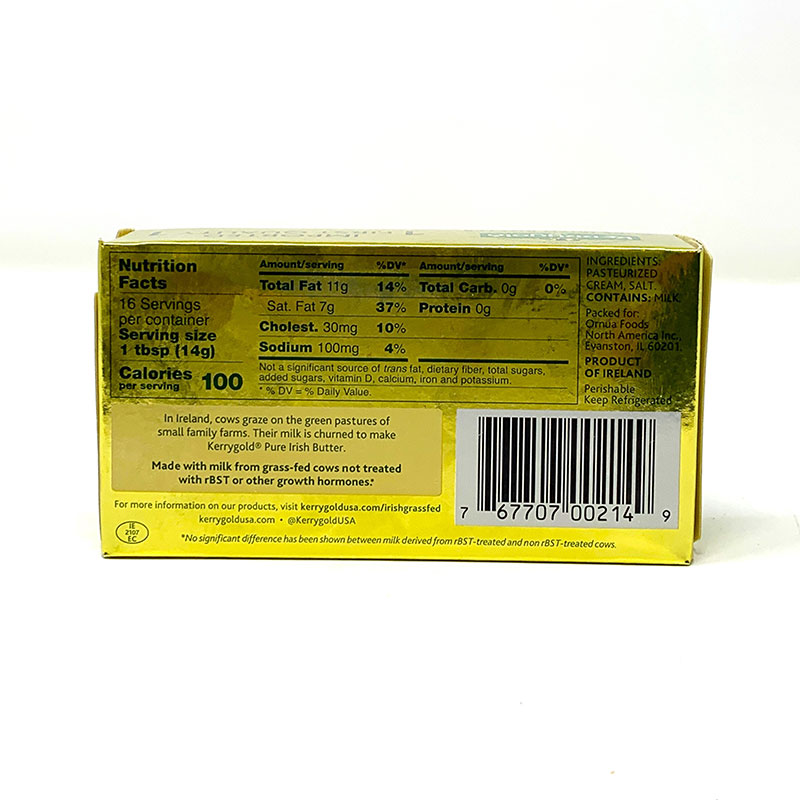 Nutrition
Facts
16 Servings
per container
Serving size
1 tbsp (14g)
Calories
per serving
100
Amount/serving %DV*
Total Fat 11g 14%
Sat. Fat 7g 37%
Cholest. 30mg 10%
Sodium 100mg 4%
Amount/serving %DV*
Total Carb. 0g 0%
Protein 0g
Not a significant source of trans fat, dietary fiber, total sugars,
added sugars, vitamin D, calcium, iron and potassium.
* % DV = % Daily Value.
INGREDIENTS:
PASTEURIZED
CREAM, SALT.
CONTAINS: MILK.
Packed for:
Ornua Foods
North America Inc.,
Evanston, IL 60201.
PRODUCT
OF IRELAND
Perishable
Keep Refrigerated
In Ireland, cows graze on the green pastures of
small family farms. Their milk is churned to make
Kerrygold® Pure Irish Butter.
Made with milk from grass-fed cows not treated
with rBST or other growth hormones.*
For more information on our products, visit kerrygoldusa.com/irishgrassfed
kerrygoldusa.com • @KerrygoldUSA
IE
2107
EC
*No significant difference has been shown between milk derived from rBST-treated and non rBST-treated cows.
7 67707 00214 9